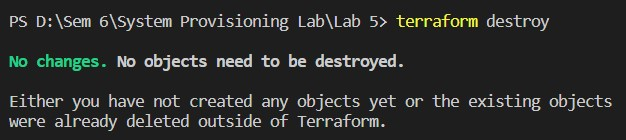 PS D:\Sem 6\System Provisioning Lab\Lab 5> terraform destroy
No changes. No objects need to be destroyed.
Either you have not created any objects yet or the existing objects
were already deleted outside of Terraform.